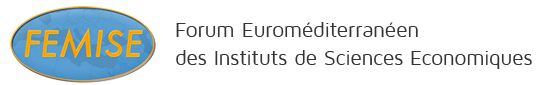 FEMISE
Forum Euroméditerranéen
des Instituts de Sciences Economiques